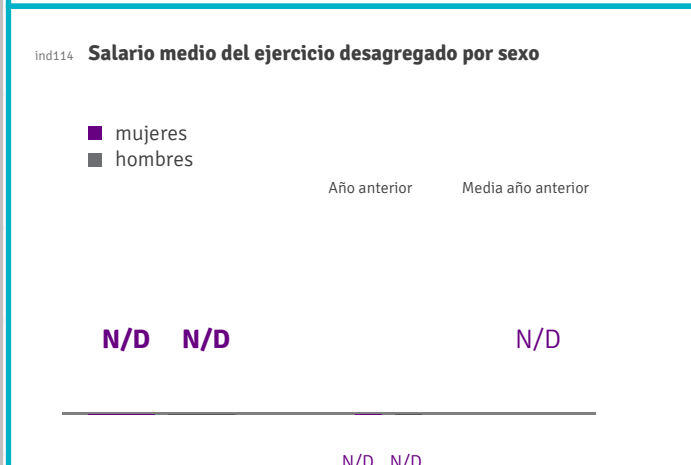 ind114 Salario medio del ejercicio desagregado por sexo
mujeres
hombres
Año anterior Media año anterior
N/D N/D N/D
N/D N/D